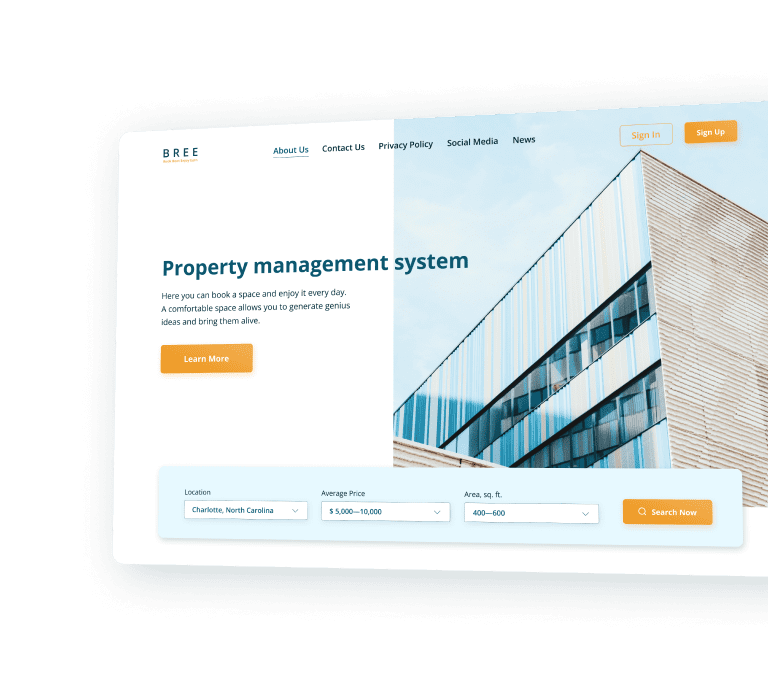 BREE
About Us
Contact Us
Privacy Policy
Social Media
News
Sign In
Sign Up
Property management system
Here you can book a space and enjoy it every day.
A comfortable space allows you to generate genius
ideas and bring them alive.
Learn More
Location
Average Price
Area, sq. ft.
Charlotte, North Carolina
$ 5,000—10,000
400—600
Search Now